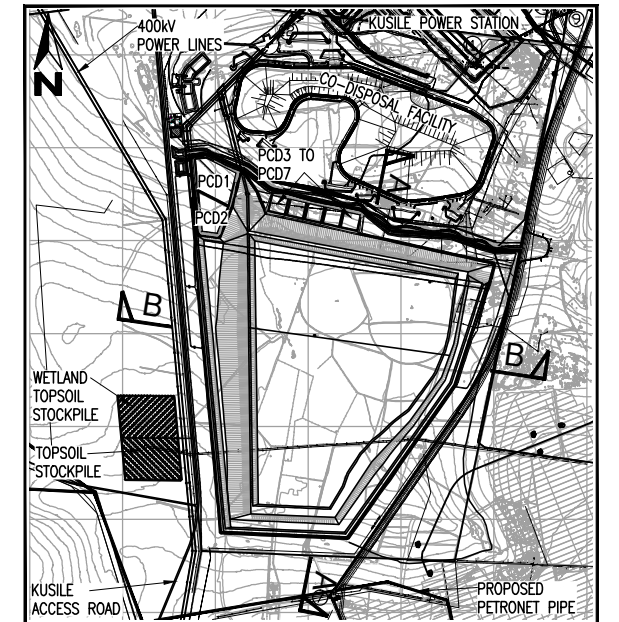 400kV
POWER LINES
KUSILE POWER STATION
9
N
CO-DISPOSAL FACILITY
PCD3 TO
PCD7
PCD1
PCD2
A
B
B
WETLAND
TOPSOIL
STOCKPILE
TOPSOIL
STOCKPILE
KUSILE
ACCESS ROAD
A
PROPOSED
PETRONET PIPE